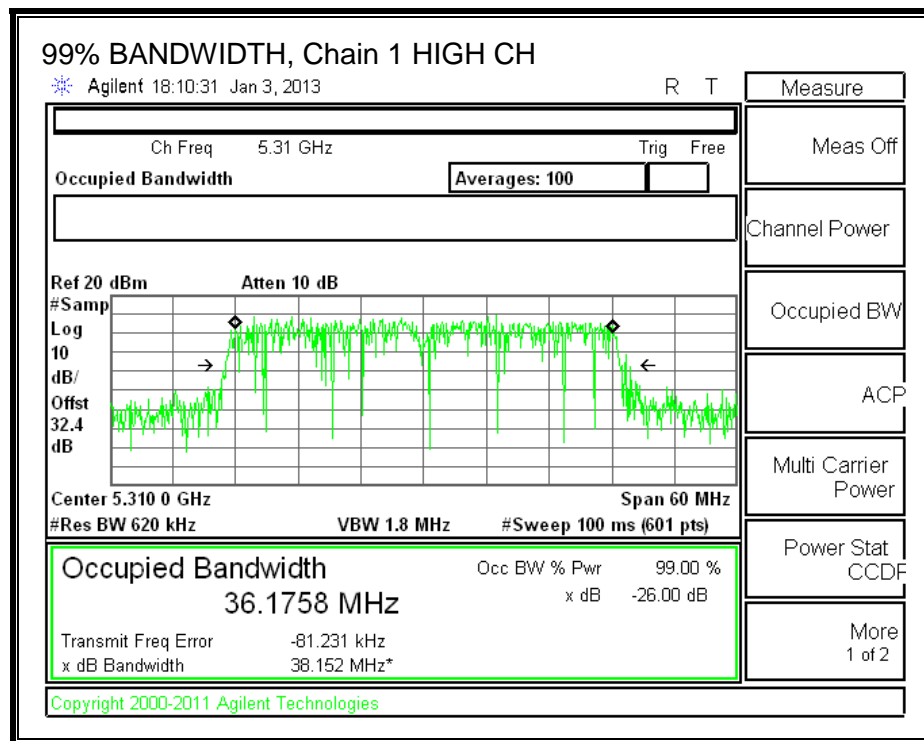 99% BANDWIDTH, Chain 1 HIGH CH
Agilent 18:10:31 Jan 3, 2013 R T
Measure
Ch Freq 5.31 GHz Trig Free
Meas Off
Occupied Bandwidth
Averages: 100
Channel Power
Ref 20 dBm Atten 10 dB
#Samp
Log
10
dB/
Offst
32.4
dB
Occupied BW
ACP
Multi Carrier
Power
Center 5.310 0 GHz Span 60 MHz
#Res BW 620 kHz VBW 1.8 MHz #Sweep 100 ms (601 pts)
Power Stat
CCDF
Occupied Bandwidth
36.1758 MHz
Occ BW % Pwr 99.00 %
x dB -26.00 dB
Transmit Freq Error -81.231 kHz
x dB Bandwidth 38.152 MHz*
More
1 of 2
Copyright 2000-2011 Agilent Technologies